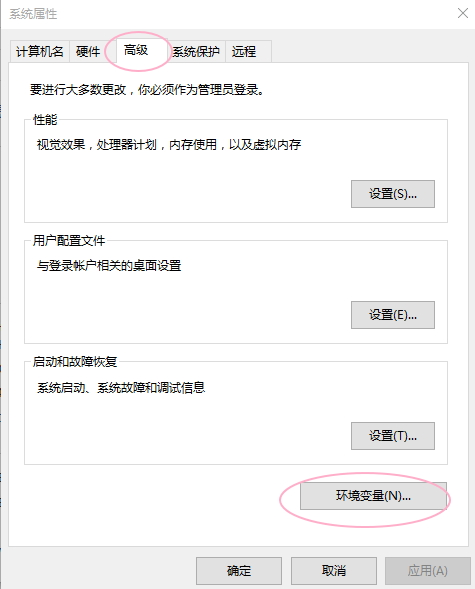 系统属性
计算机名 硬件 高级 系统保护 远程
要进行大多数更改，你必须作为管理员登录。
性能
视觉效果，处理器计划，内存使用，以及虚拟内存
设置(S)...
用户配置文件
与登录帐户相关的桌面设置
设置(E)...
启动和故障恢复
系统启动、系统故障和调试信息
设置(T)...
环境变量(N)...
确定 取消 应用(A)